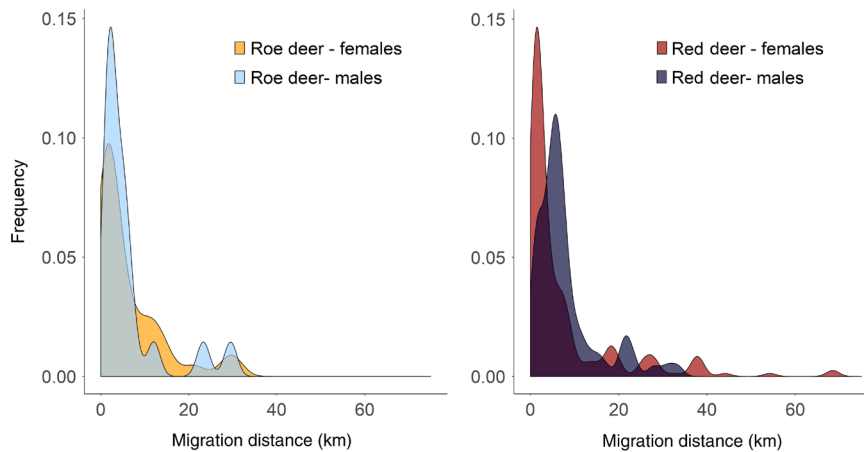 0.15
0.10
0.05
0.00
Frequency
Roe deer - females
Roe deer- males
0 20 40 60
Migration distance (km)
0.15
0.10
0.05
0.00
Red deer - females
Red deer- males
0 20 40 60
Migration distance (km)